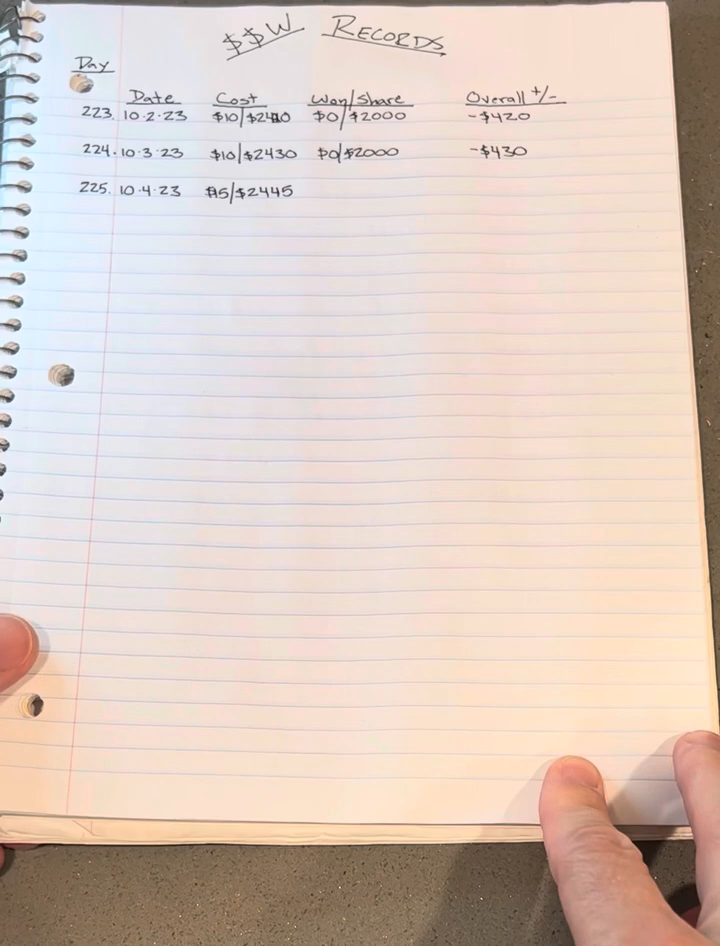 $$W RECORDS
Day
Date Cost Won/Share Overall +/-
223. 10·2·23 $10/ $0/$2000 -$420
224. 10·3·23 $10/$2430 $0/$2000 -$430
225. 10·4·23 $15/$2445